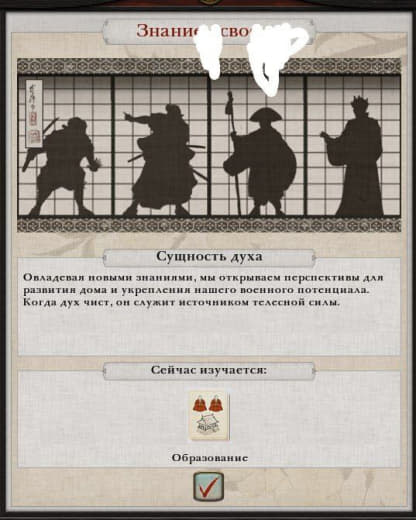 Знание
Сущность духа
Овладевая новыми знаниями, мы открываем перспективы для
развития дома и укрепления нашего военного потенциала.
Когда дух чист, он служит источником телесной силы.
Сейчас изучается:
Образование